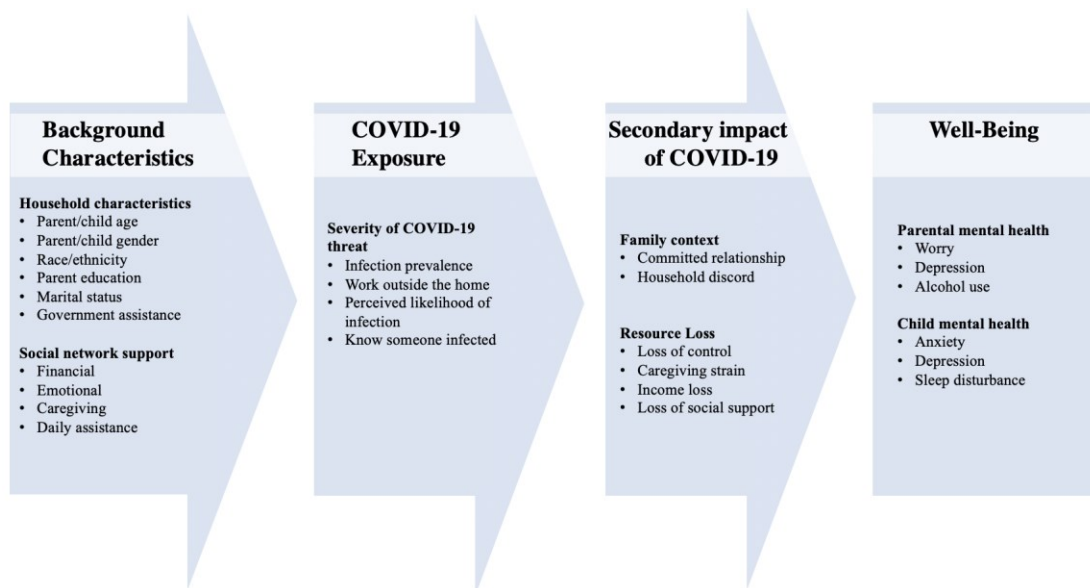 Background
Characteristics
Household characteristics
• Parent/child age
• Parent/child gender
• Race/ethnicity
• Parent education
• Marital status
• Government assistance
Social network support
• Financial
• Emotional
• Caregiving
• Daily assistance
COVID-19
Exposure
Severity of COVID-19
threat
• Infection prevalence
• Work outside the home
• Perceived likelihood of
infection
• Know someone infected
Secondary impact
of COVID-19
Family context
• Committed relationship
• Household discord
Resource Loss
• Loss of control
• Caregiving strain
• Income loss
• Loss of social support
Well-Being
Parental mental health
• Worry
• Depression
• Alcohol use
Child mental health
• Anxiety
• Depression
• Sleep disturbance